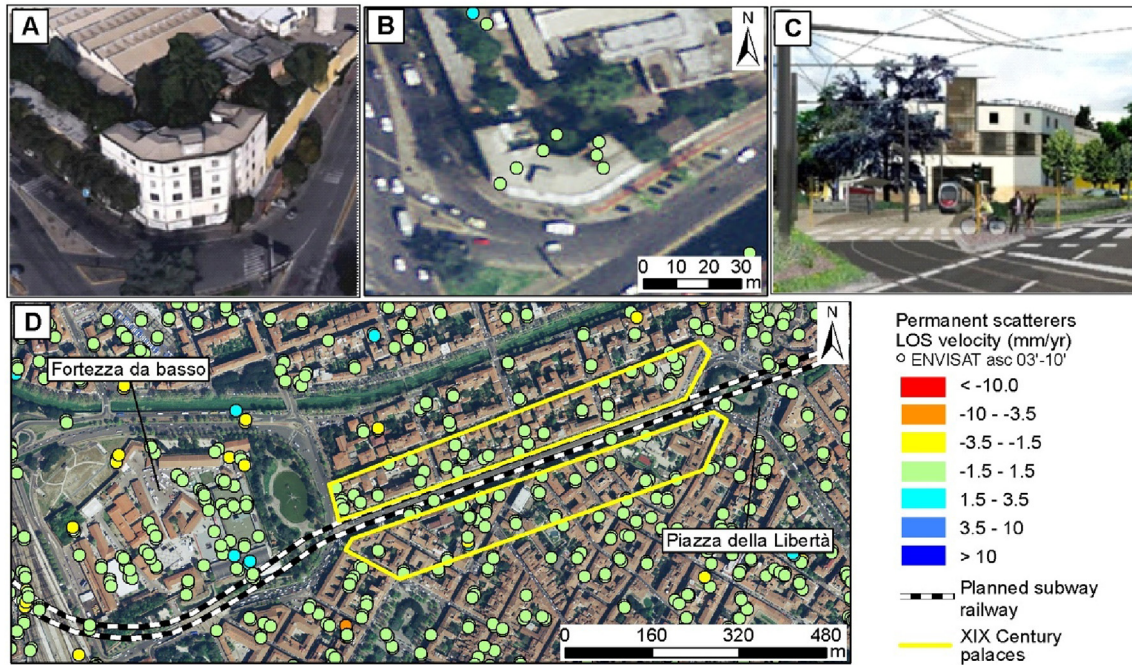 A
B
N
0 10 20 30
m
C
D
N
Fortezza da basso
Piazza della Libertà
0 160 320 480
m
Permanent scatterers
LOS velocity (mm/yr)
ENVISAT asc 03'-10'
< -10.0
-10 - -3.5
-3.5 - -1.5
-1.5 - 1.5
1.5 - 3.5
3.5 - 10
> 10
Planned subway
railway
XIX Century
palaces